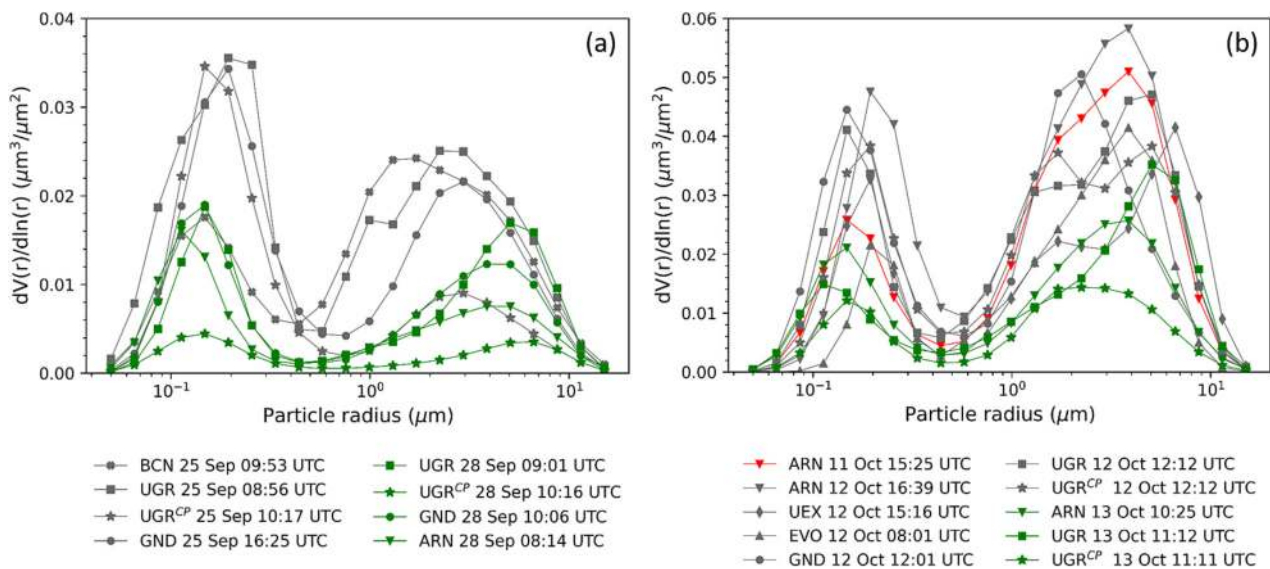 (a)
0.04
0.03
0.02
0.01
0.00
dV(r)/dln(r) (μm³/μm²)
10⁻¹ 10⁰ 10¹
Particle radius (μm)
BCN 25 Sep 09:53 UTC
UGR 25 Sep 08:56 UTC
UGR^CP 25 Sep 10:17 UTC
GND 25 Sep 16:25 UTC
UGR 28 Sep 09:01 UTC
UGR^CP 28 Sep 10:16 UTC
GND 28 Sep 10:06 UTC
ARN 28 Sep 08:14 UTC
(b)
0.06
0.05
0.04
0.03
0.02
0.01
0.00
dV(r)/dln(r) (μm³/μm²)
10⁻¹ 10⁰ 10¹
Particle radius (μm)
ARN 11 Oct 15:25 UTC
ARN 12 Oct 16:39 UTC
UEX 12 Oct 15:16 UTC
EVO 12 Oct 08:01 UTC
GND 12 Oct 12:01 UTC
UGR 12 Oct 12:12 UTC
UGR^CP 12 Oct 12:12 UTC
ARN 13 Oct 10:25 UTC
UGR 13 Oct 11:12 UTC
UGR^CP 13 Oct 11:11 UTC